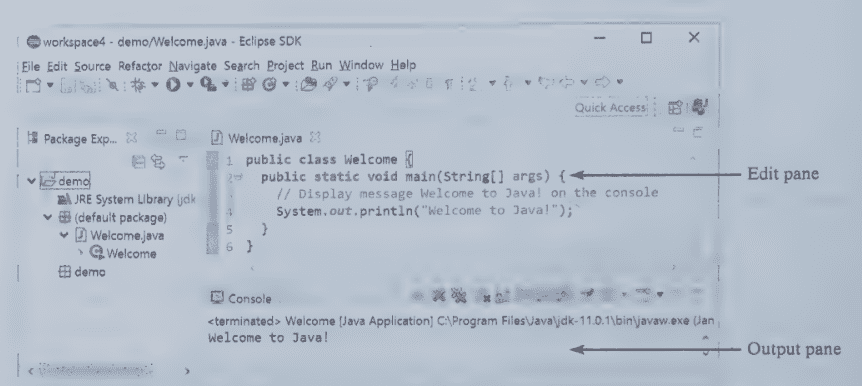 workspace4 - demo/Welcome.java - Eclipse SDK
File Edit Source Refactor Navigate Search Project Run Window Help
Quick Access
Package Exp...
Welcome.java
demo
JRE System Library (jdk
(default package)
Welcome.java
Welcome
demo
1 public class Welcome {
2 public static void main(String[] args) {
// Display message Welcome to Java! on the console
4 System.out.println("Welcome to Java!");
5 }
6 }
Edit pane
Console
<terminated> Welcome [Java Application] C:\Program Files\Java\jdk-11.0.1\bin\javaw.exe (Jan
Welcome to Java!
Output pane